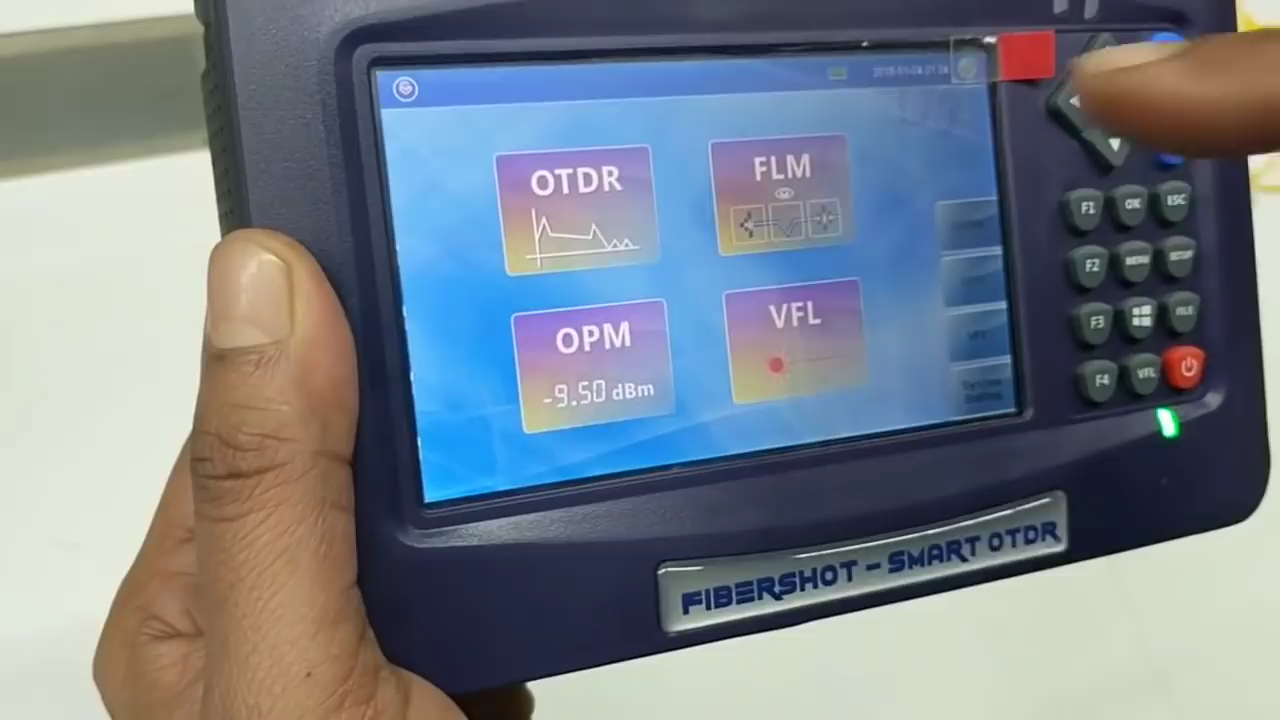 OTDR
FLM
OPM
-9.50 dBm
VFL
F1
OK
ESC
F2
MENU
SETUP
F3
FILE
F4
VFL
FIBERSHOT - SMART OTDR